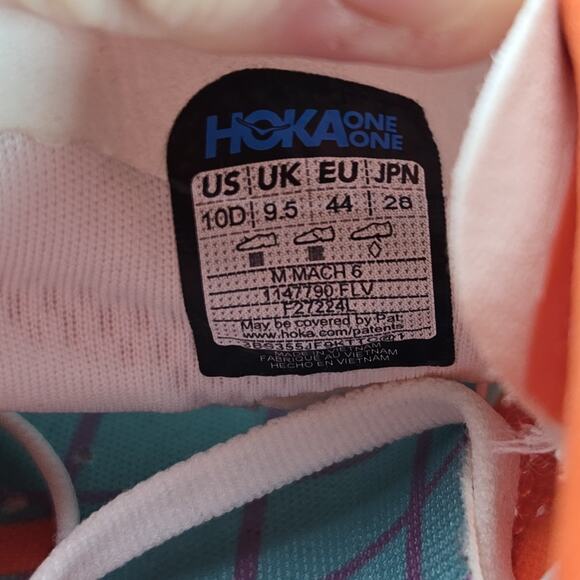 HOKA ONE ONE
US UK EU JPN
10D 9.5 44 28
M MACH 6
1147790 FLV
F27224L
May be covered by Pat:
www.hoka.com/patents
MADE IN VIETNAM
FABRIQUÉ AU VIETNAM
HECHO EN VIETNAM